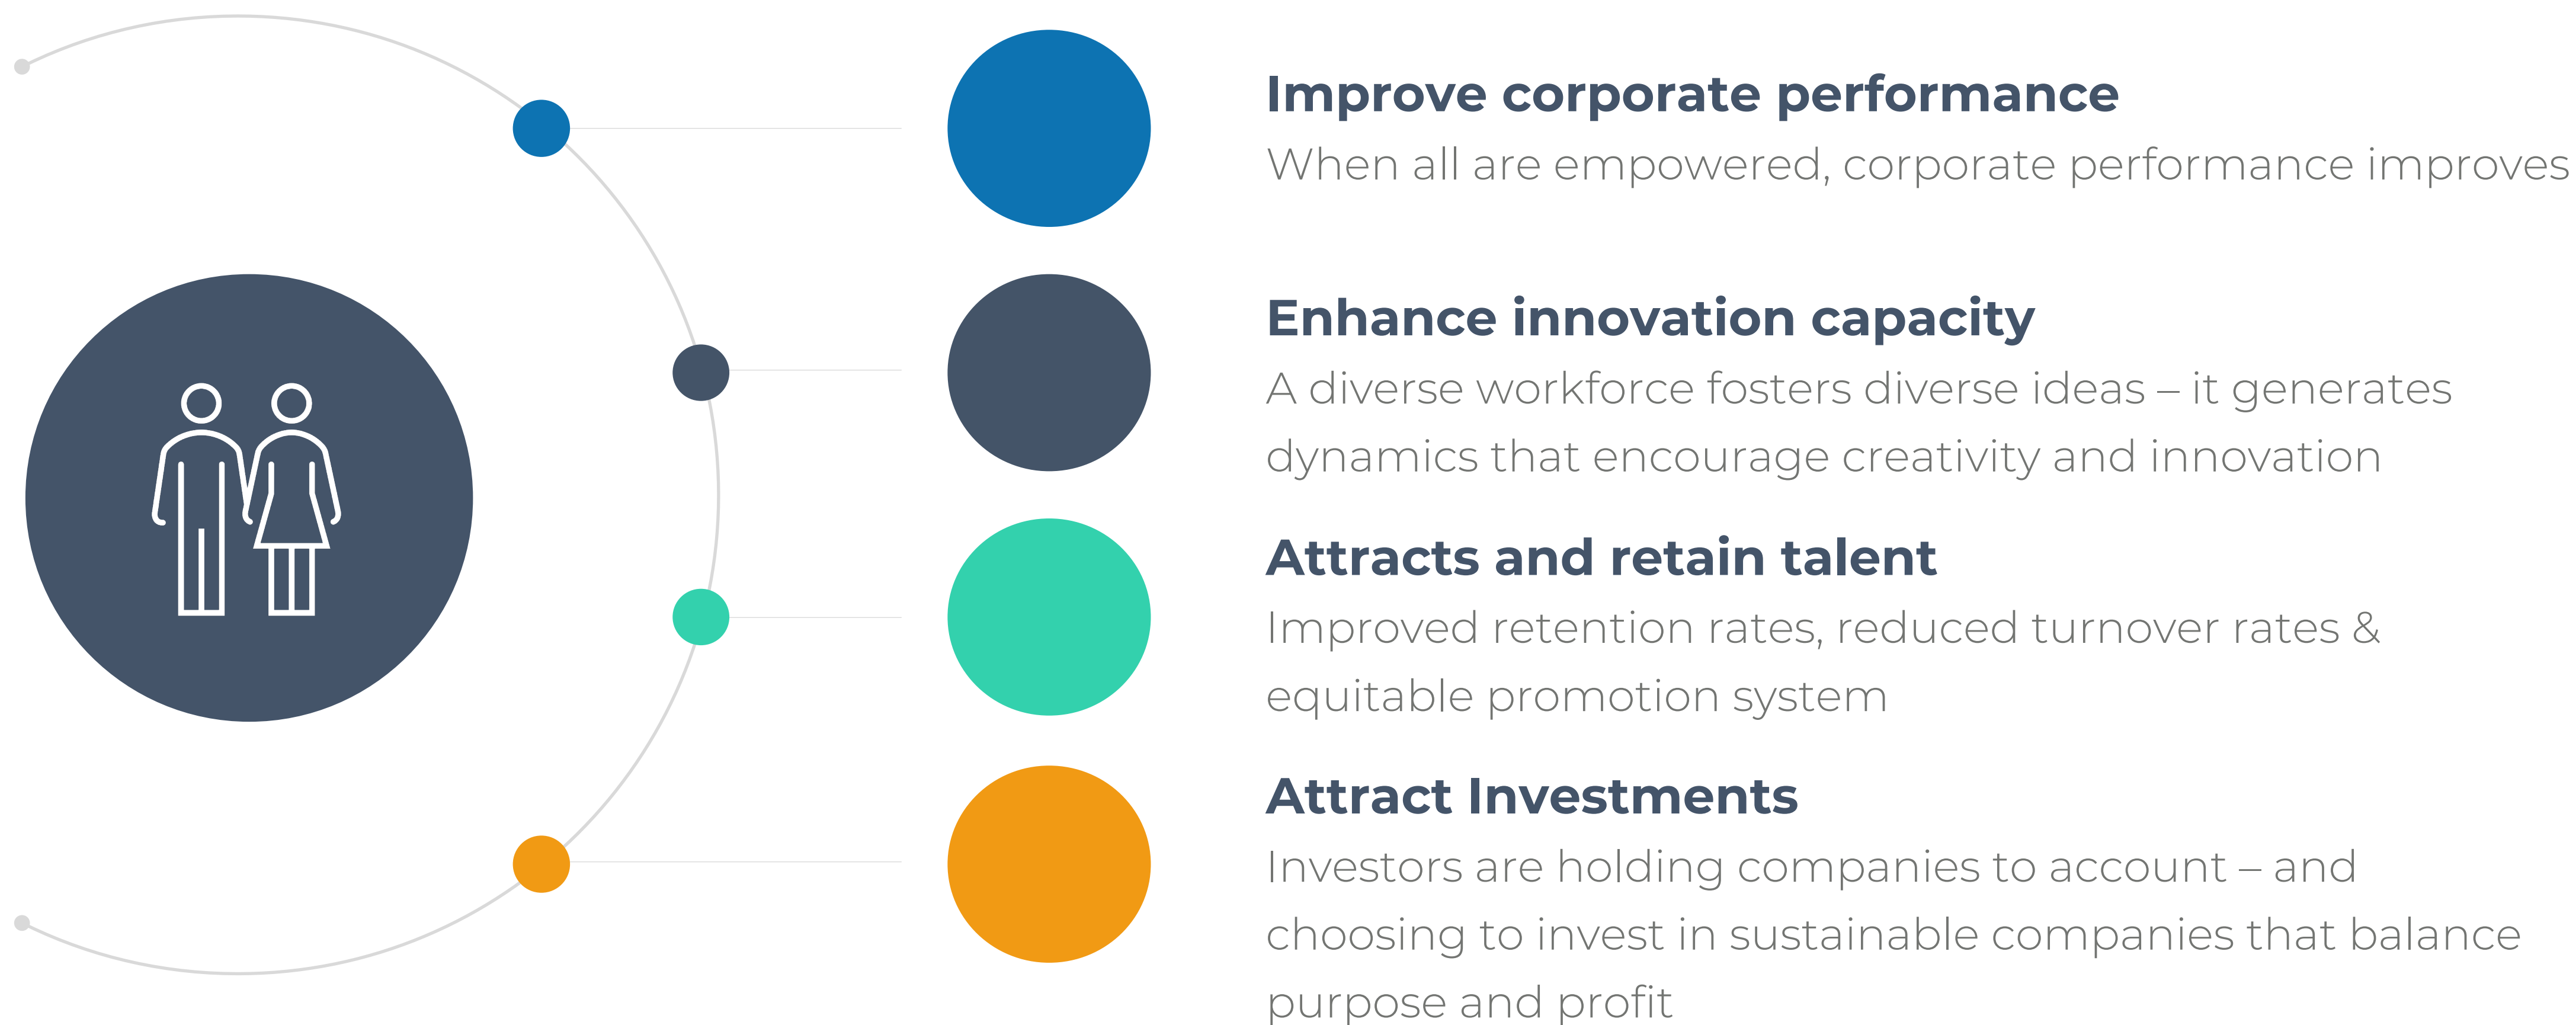 Improve corporate performance
When all are empowered, corporate performance improves
Enhance innovation capacity
A diverse workforce fosters diverse ideas – it generates
dynamics that encourage creativity and innovation
Attracts and retain talent
Improved retention rates, reduced turnover rates &
equitable promotion system
Attract Investments
Investors are holding companies to account – and
choosing to invest in sustainable companies that balance
purpose and profit